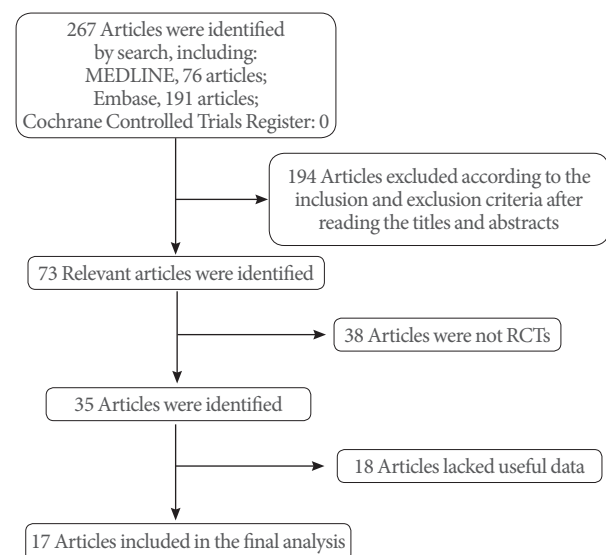 267 Articles were identified
by search, including:
MEDLINE, 76 articles;
Embase, 191 articles;
Cochrane Controlled Trials Register: 0
194 Articles excluded according to the
inclusion and exclusion criteria after
reading the titles and abstracts
73 Relevant articles were identified
38 Articles were not RCTs
35 Articles were identified
18 Articles lacked useful data
17 Articles included in the final analysis